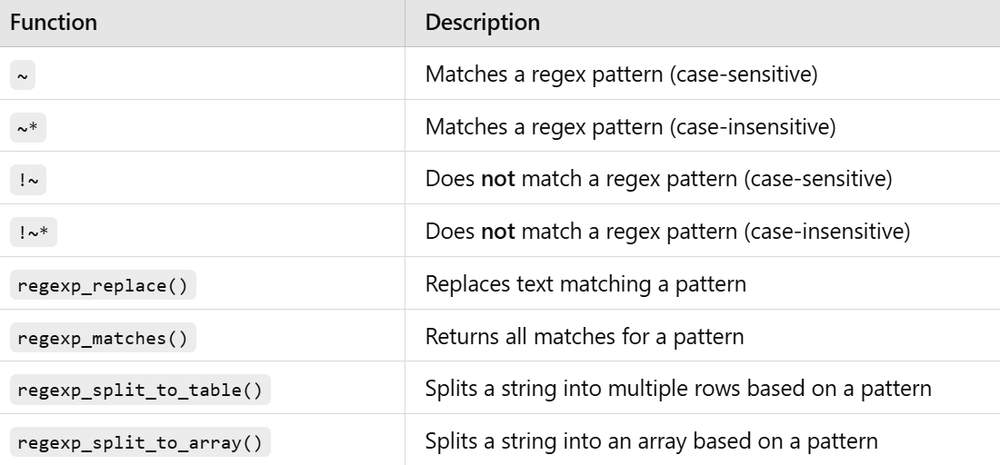 Function Description
~ Matches a regex pattern (case-sensitive)
~* Matches a regex pattern (case-insensitive)
!~ Does not match a regex pattern (case-sensitive)
!~* Does not match a regex pattern (case-insensitive)
regexp_replace() Replaces text matching a pattern
regexp_matches() Returns all matches for a pattern
regexp_split_to_table() Splits a string into multiple rows based on a pattern
regexp_split_to_array() Splits a string into an array based on a pattern